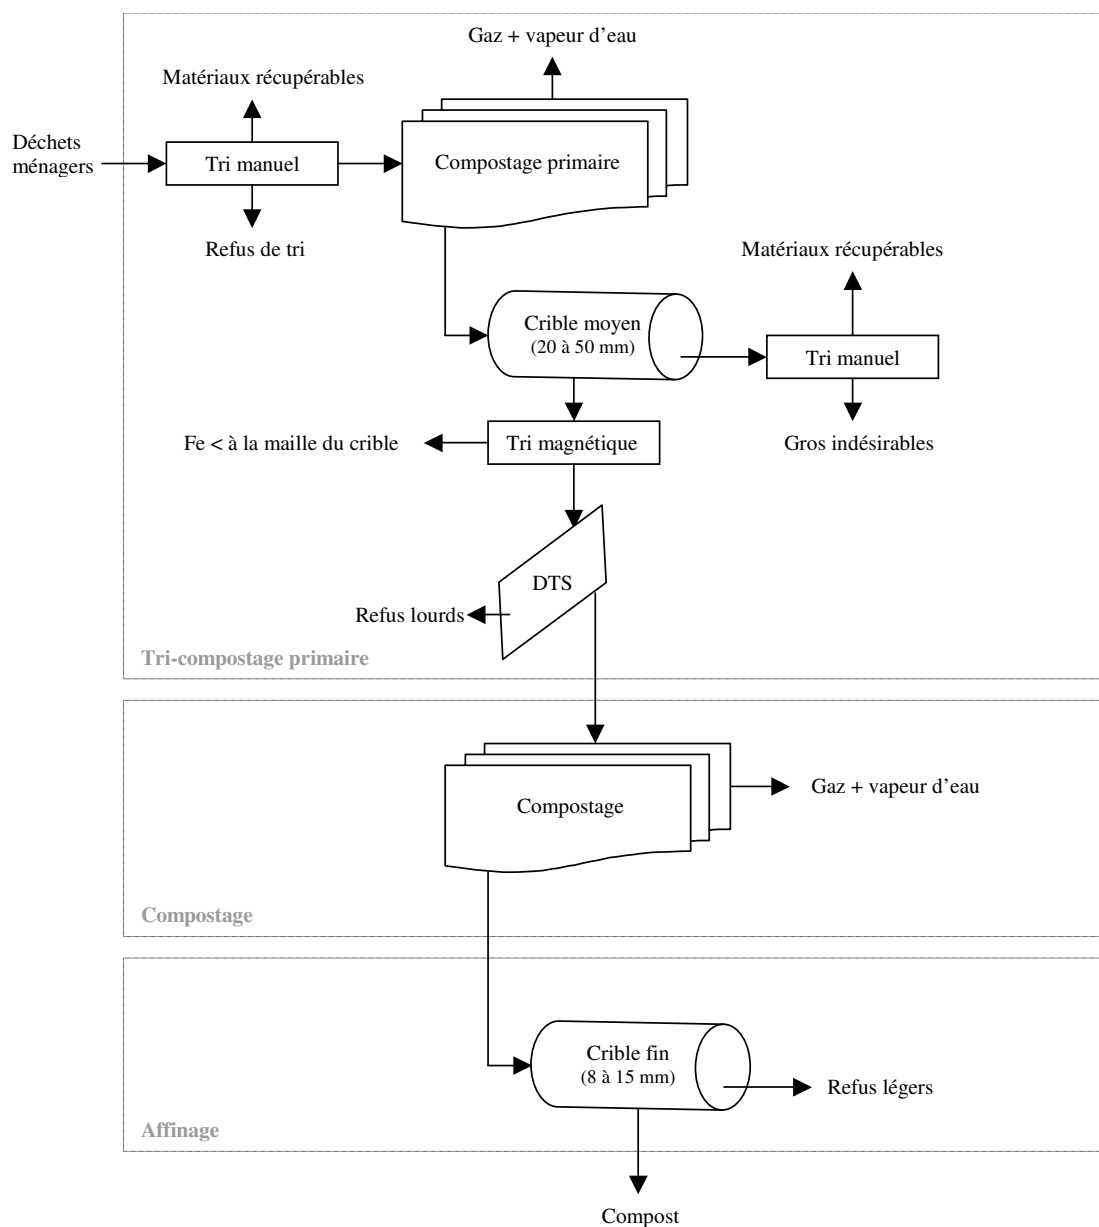 Gaz + vapeur d’eau
Matériaux récupérables
Déchets
ménagers
Tri manuel
Compostage primaire
Refus de tri
Matériaux récupérables
Crible moyen
(20 à 50 mm)
Tri manuel
Fe < à la maille du crible
Tri magnétique
Gros indésirables
DTS
Refus lourds
Tri-compostage primaire
Gaz + vapeur d’eau
Compostage
Compostage
Crible fin
(8 à 15 mm)
Refus légers
Affinage
Compost